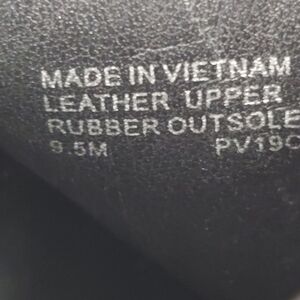 MADE IN VIETNAM
LEATHER UPPER
RUBBER OUTSOLE
9.5M PV19C